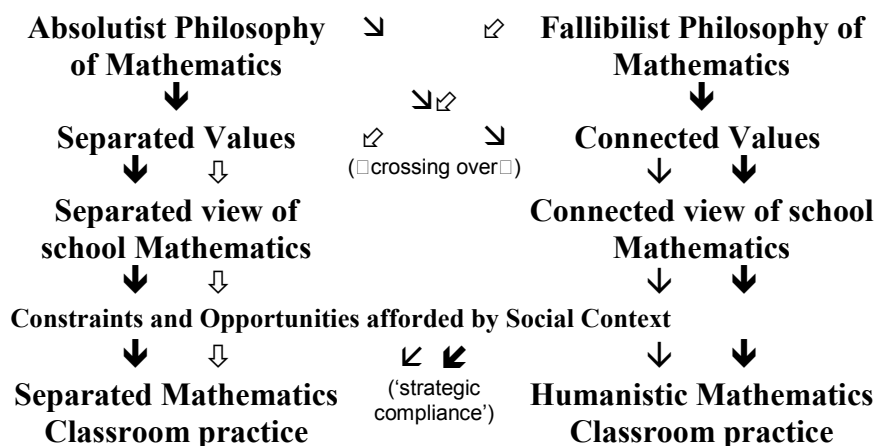 Absolutist Philosophy
of Mathematics
Fallibilist Philosophy of
Mathematics
Separated Values
(□crossing over□)
Connected Values
Separated view of
school Mathematics
Connected view of school
Mathematics
Constraints and Opportunities afforded by Social Context
Separated Mathematics
Classroom practice
(‘strategic
compliance’)
Humanistic Mathematics
Classroom practice